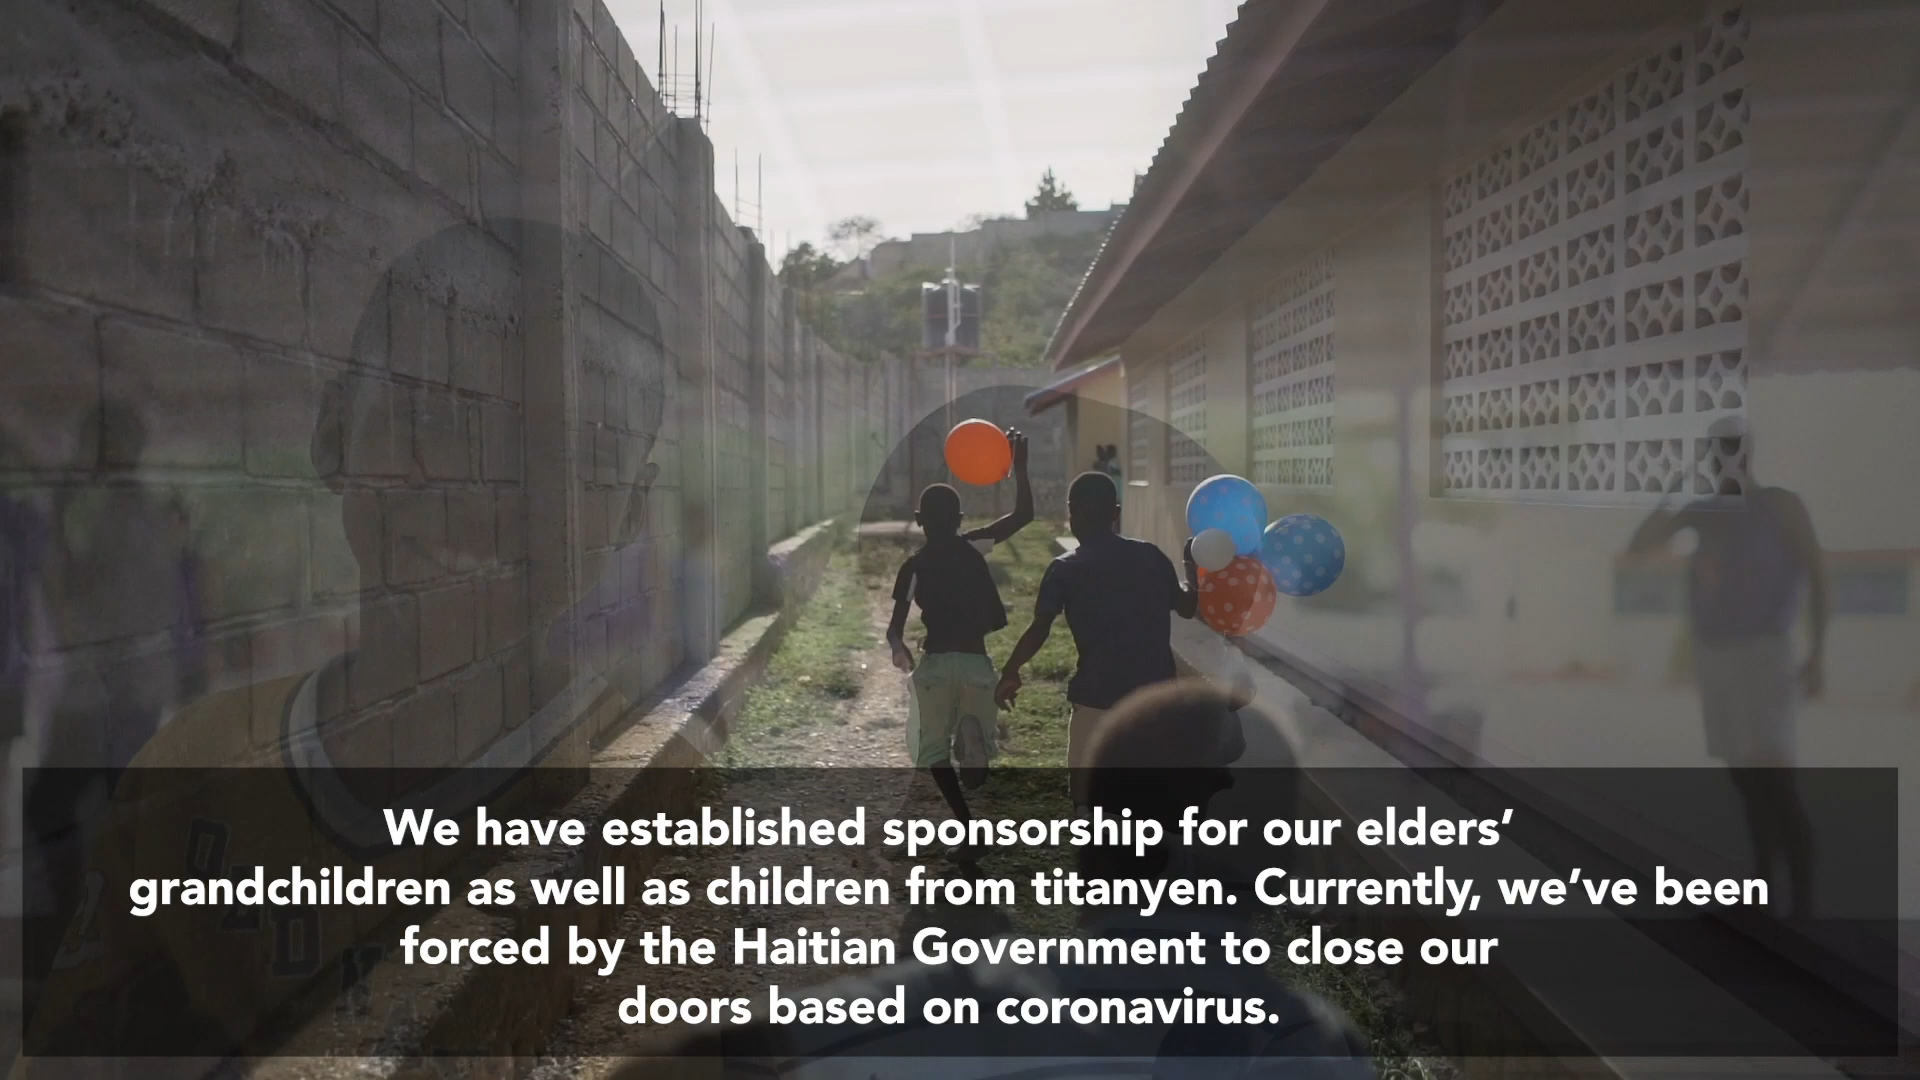 We have established sponsorship for our elders’
grandchildren as well as children from titanyen. Currently, we’ve been
forced by the Haitian Government to close our
doors based on coronavirus.